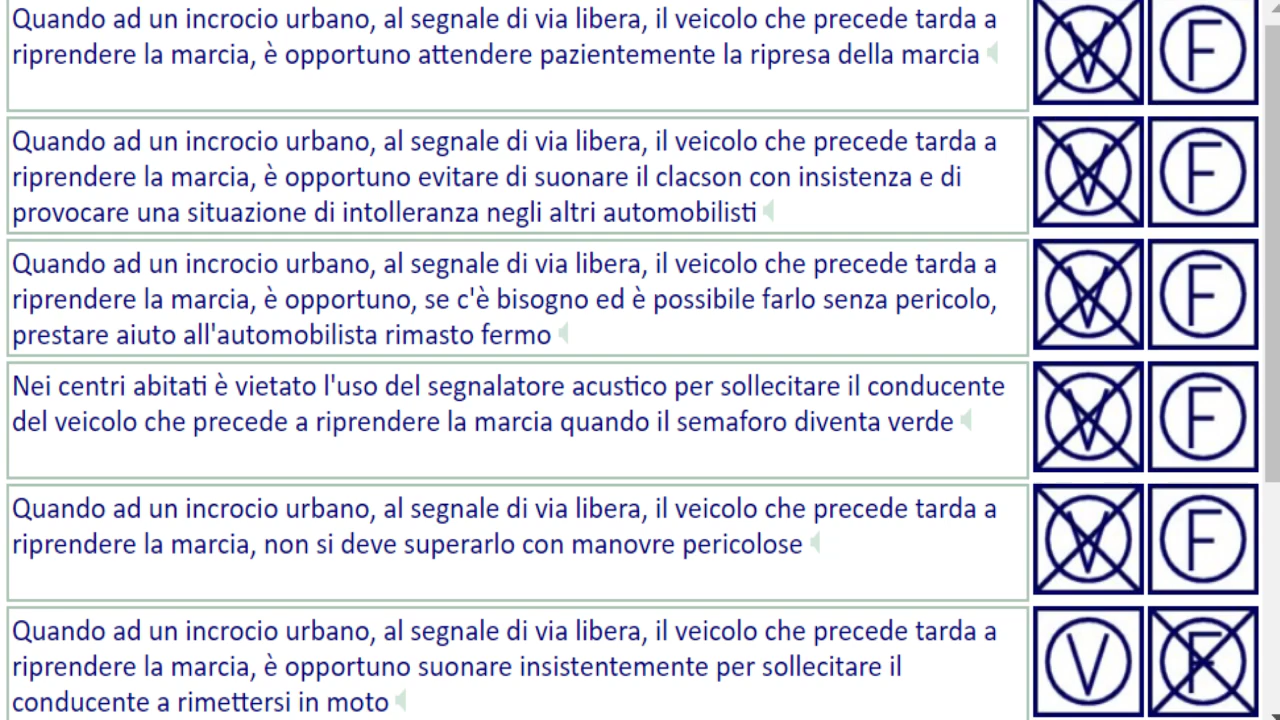 Quando ad un incrocio urbano, al segnale di via libera, il veicolo che precede tarda a
riprendere la marcia, è opportuno attendere pazientemente la ripresa della marcia
V F
Quando ad un incrocio urbano, al segnale di via libera, il veicolo che precede tarda a
riprendere la marcia, è opportuno evitare di suonare il clacson con insistenza e di
provocare una situazione di intolleranza negli altri automobilisti
V F
Quando ad un incrocio urbano, al segnale di via libera, il veicolo che precede tarda a
riprendere la marcia, è opportuno, se c'è bisogno ed è possibile farlo senza pericolo,
prestare aiuto all'automobilista rimasto fermo
V F
Nei centri abitati è vietato l'uso del segnalatore acustico per sollecitare il conducente
del veicolo che precede a riprendere la marcia quando il semaforo diventa verde
V F
Quando ad un incrocio urbano, al segnale di via libera, il veicolo che precede tarda a
riprendere la marcia, non si deve superarlo con manovre pericolose
V F
Quando ad un incrocio urbano, al segnale di via libera, il veicolo che precede tarda a
riprendere la marcia, è opportuno suonare insistentemente per sollecitare il
conducente a rimettersi in moto
V F